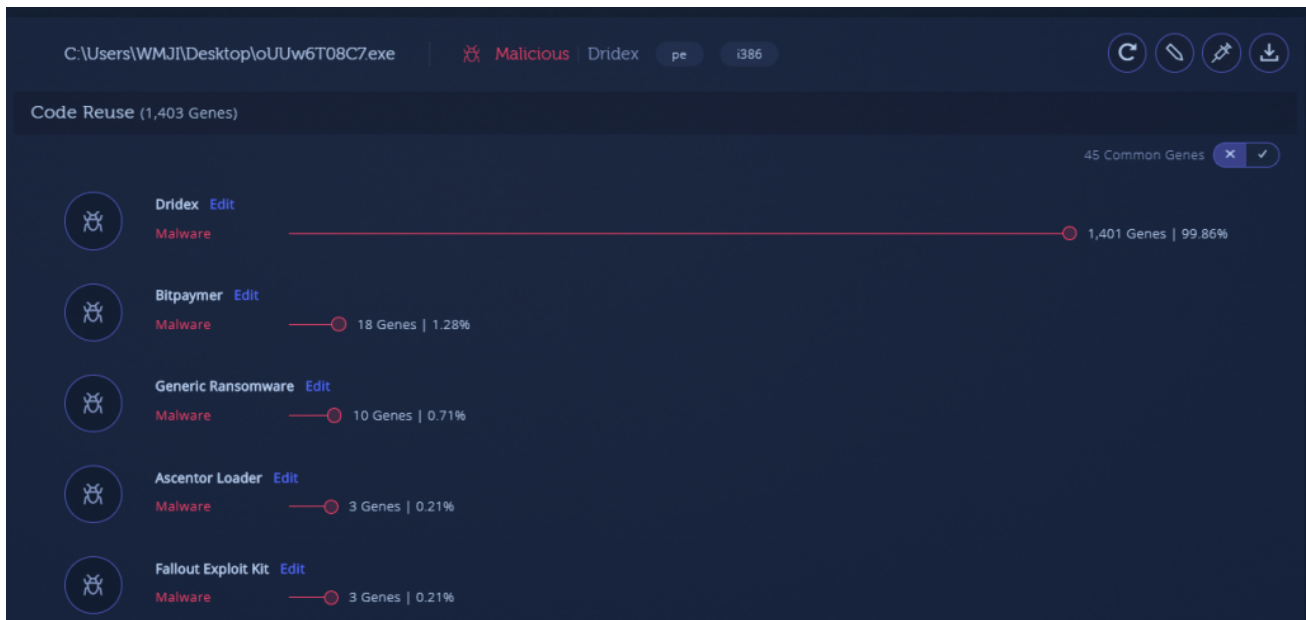 C:\Users\WMJI\Desktop\oUUw6T08C7.exe Malicious Dridex pe i386
Code Reuse (1,403 Genes)
45 Common Genes
Dridex Edit
Malware 1,401 Genes | 99.86%
Bitpaymer Edit
Malware 18 Genes | 1.28%
Generic Ransomware Edit
Malware 10 Genes | 0.71%
Ascentor Loader Edit
Malware 3 Genes | 0.21%
Fallout Exploit Kit Edit
Malware 3 Genes | 0.21%